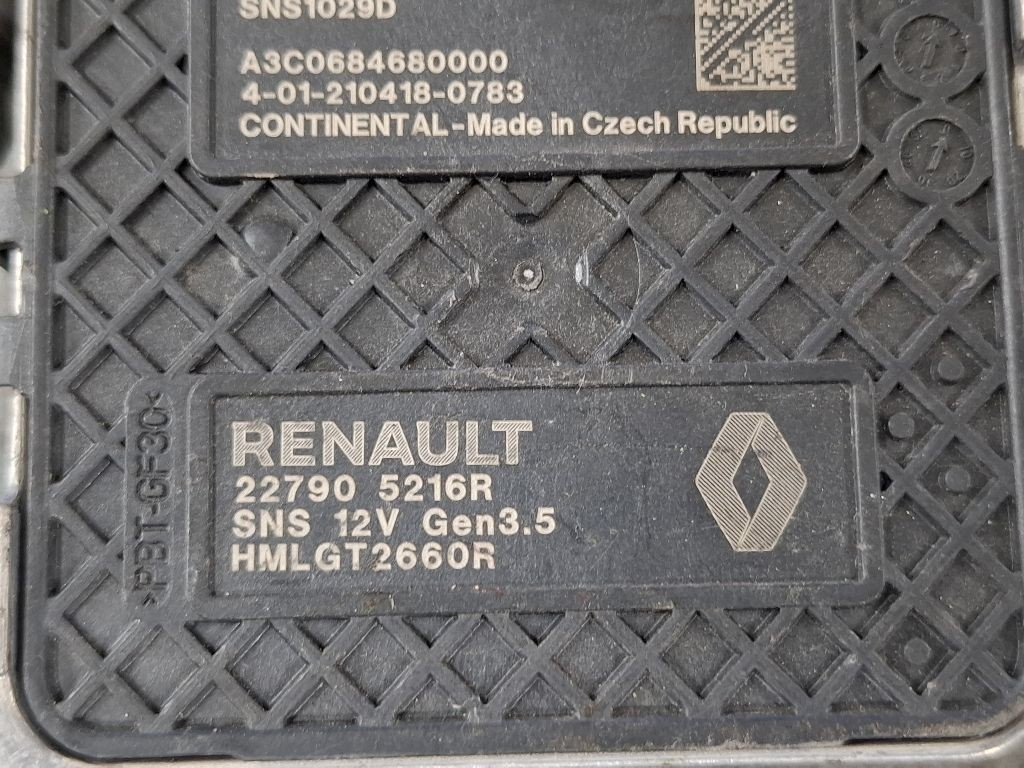 SNS1029D
A3C0684680000
4-01-210418-0783
CONTINENTAL-Made in Czech Republic
>PBT-GF30<
RENAULT
22790 5216R
SNS 12V Gen3.5
HMLGT2660R